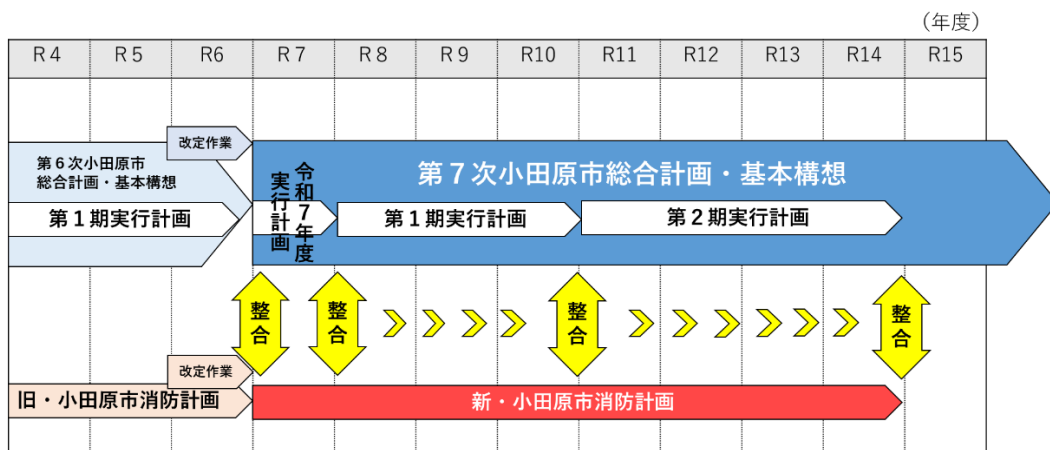 (年度)
R4 R5 R6 R7 R8 R9 R10 R11 R12 R13 R14 R15
改定作業
第6次小田原市
総合計画・基本構想
第7次小田原市総合計画・基本構想
第1期実行計画
令和7年度
実行計画
第1期実行計画
第2期実行計画
整合
整合
整合
整合
改定作業
旧・小田原市消防計画
新・小田原市消防計画